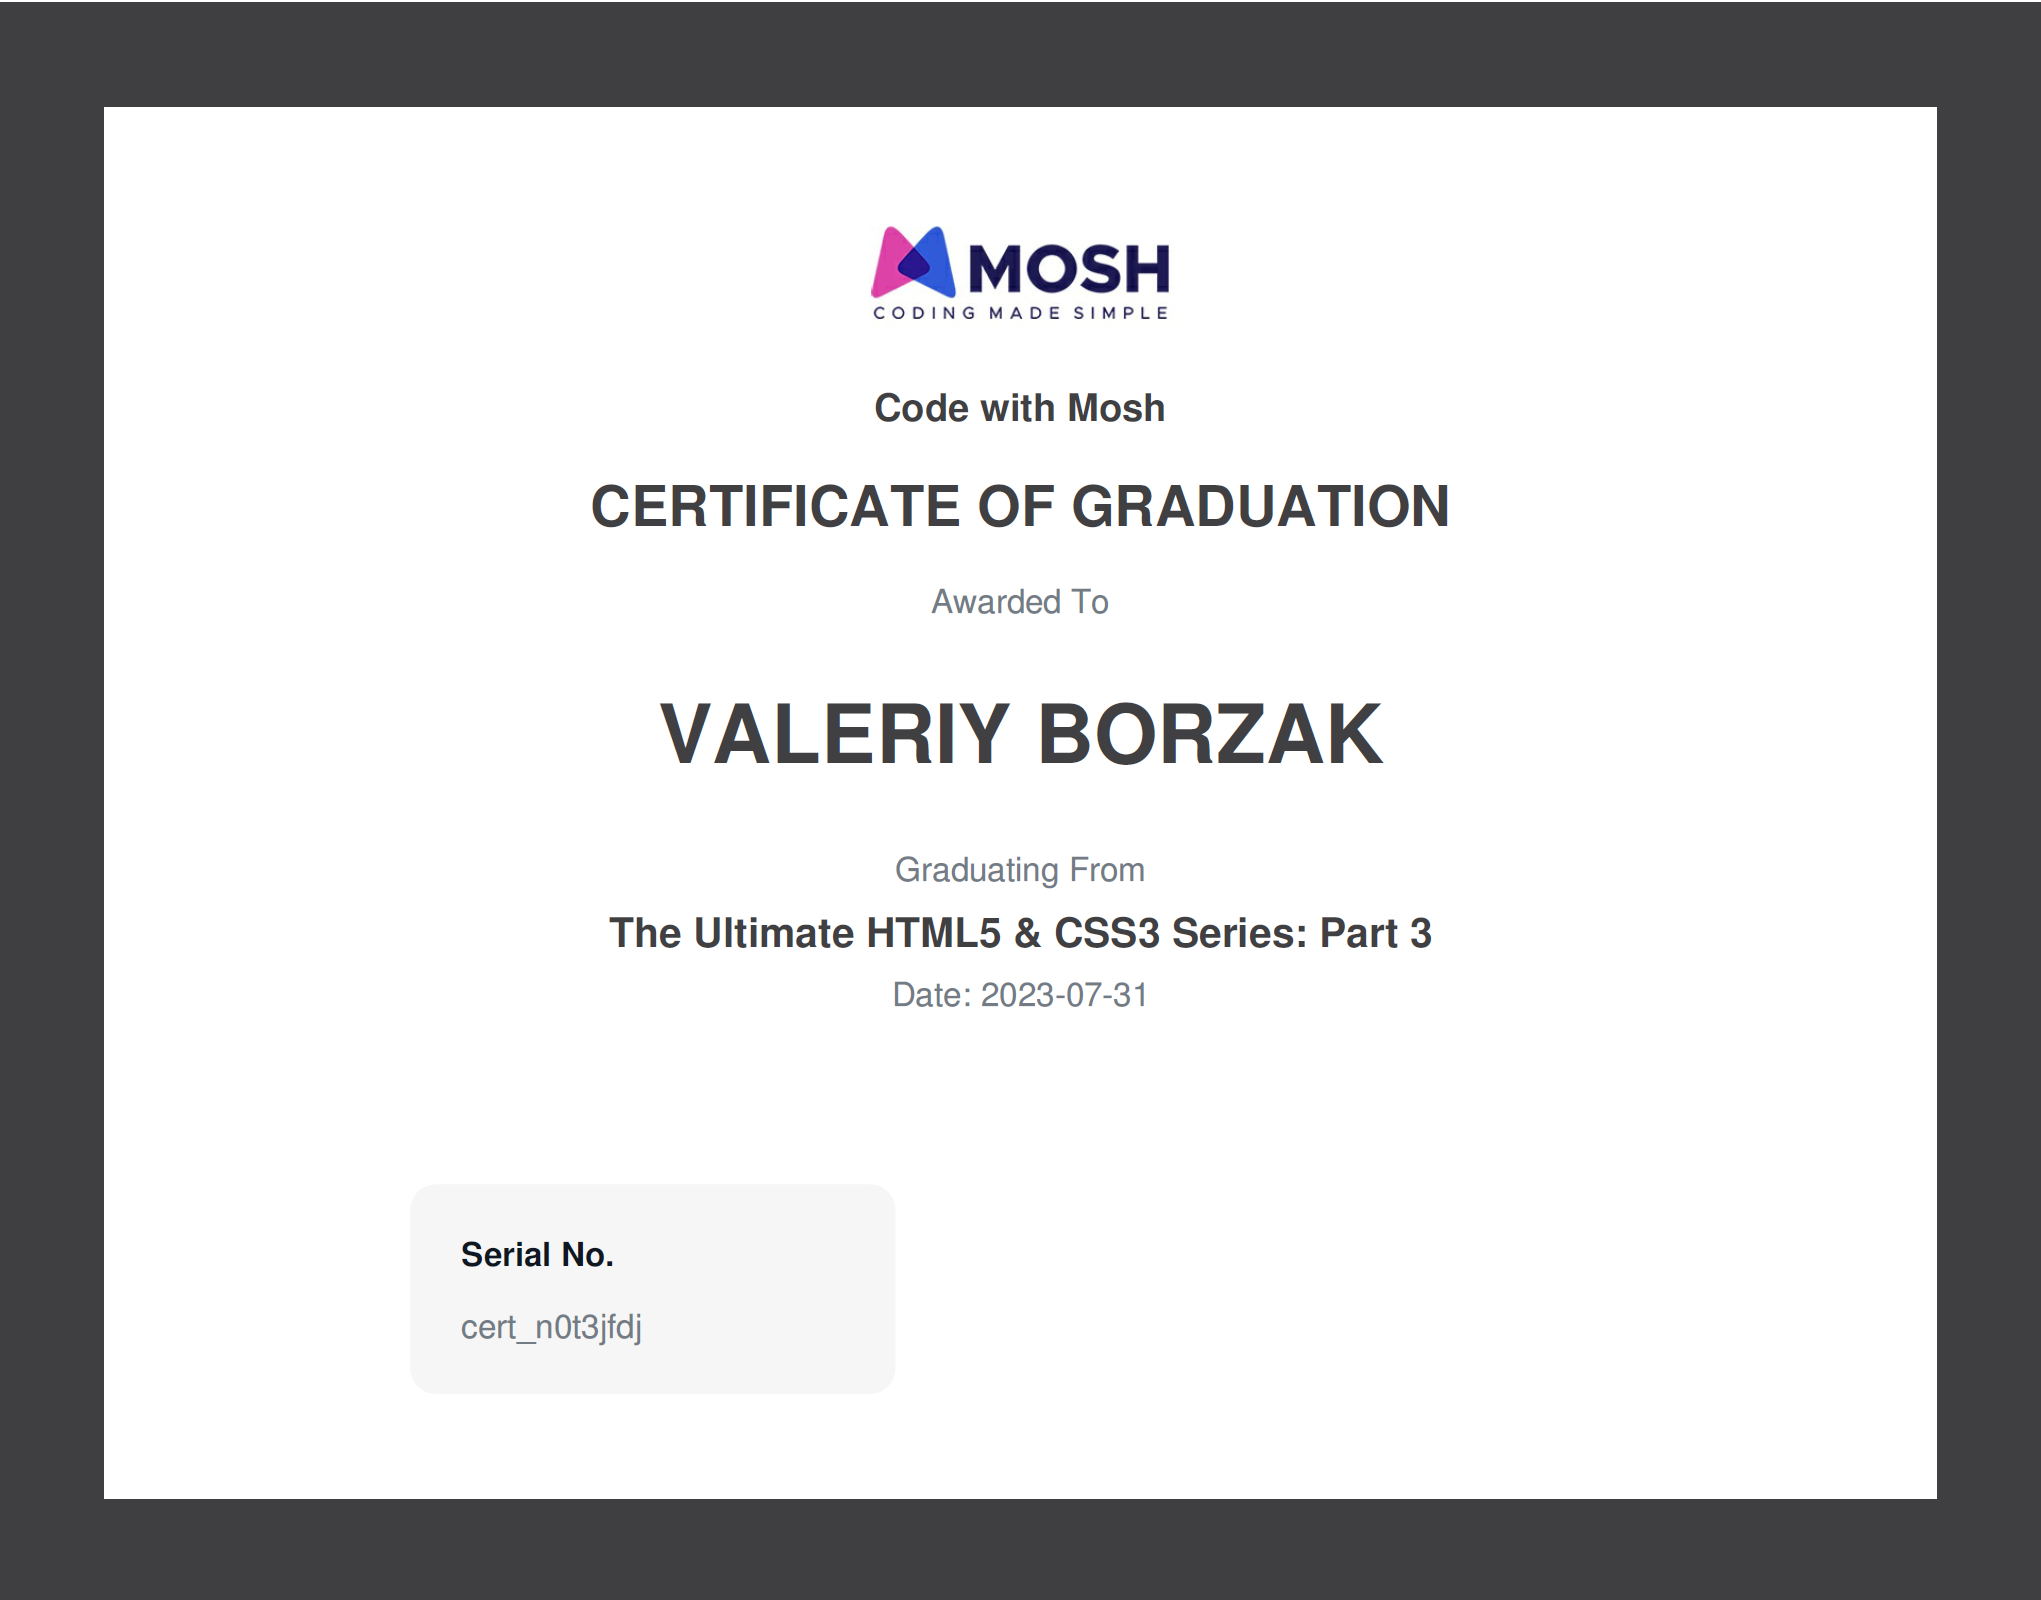 MOSH
CODING MADE SIMPLE
Code with Mosh
CERTIFICATE OF GRADUATION
Awarded To
VALERIY BORZAK
Graduating From
The Ultimate HTML5 & CSS3 Series: Part 3
Date: 2023-07-31
Serial No.
cert_n0t3jfdj